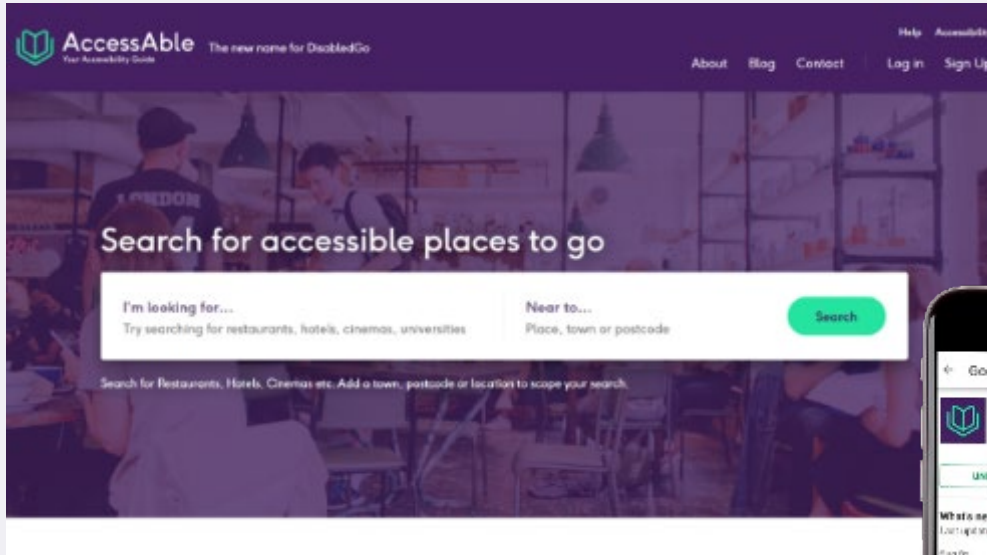 Help
AccessAble
The new name for DisabledGo
Your Accessibility Guide
About Blog Contact Log in Sign Up
LONDON
Search for accessible places to go
I'm looking for... Near to...
Try searching for restaurants, hotels, cinemas, universities Place, town or postcode
Search
Search for Restaurants, Hotels, Cinemas etc. Add a town, postcode or location to scope your search.
What's ne